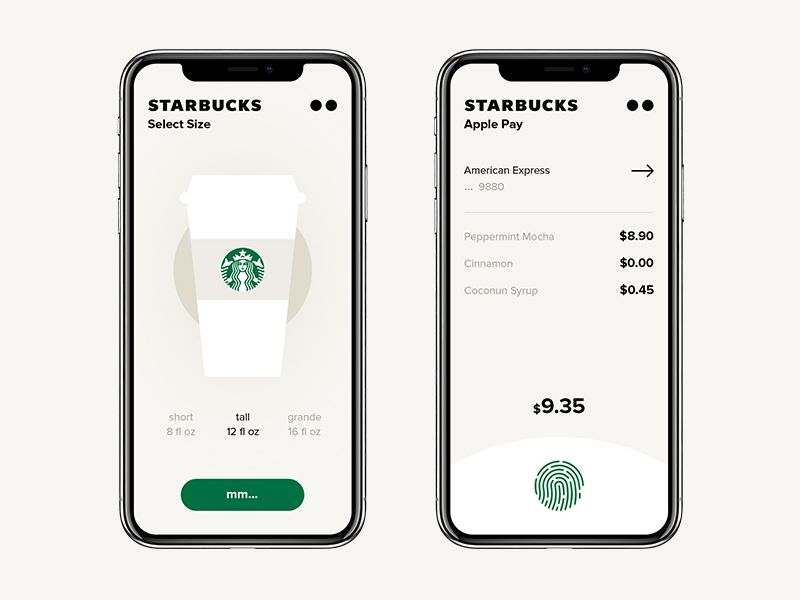 STARBUCKS
Select Size
short tall grande
8 fl oz 12 fl oz 16 fl oz
mm...
STARBUCKS
Apple Pay
American Express
... 9880
Peppermint Mocha $8.90
Cinnamon $0.00
Coconun Syrup $0.45
$9.35